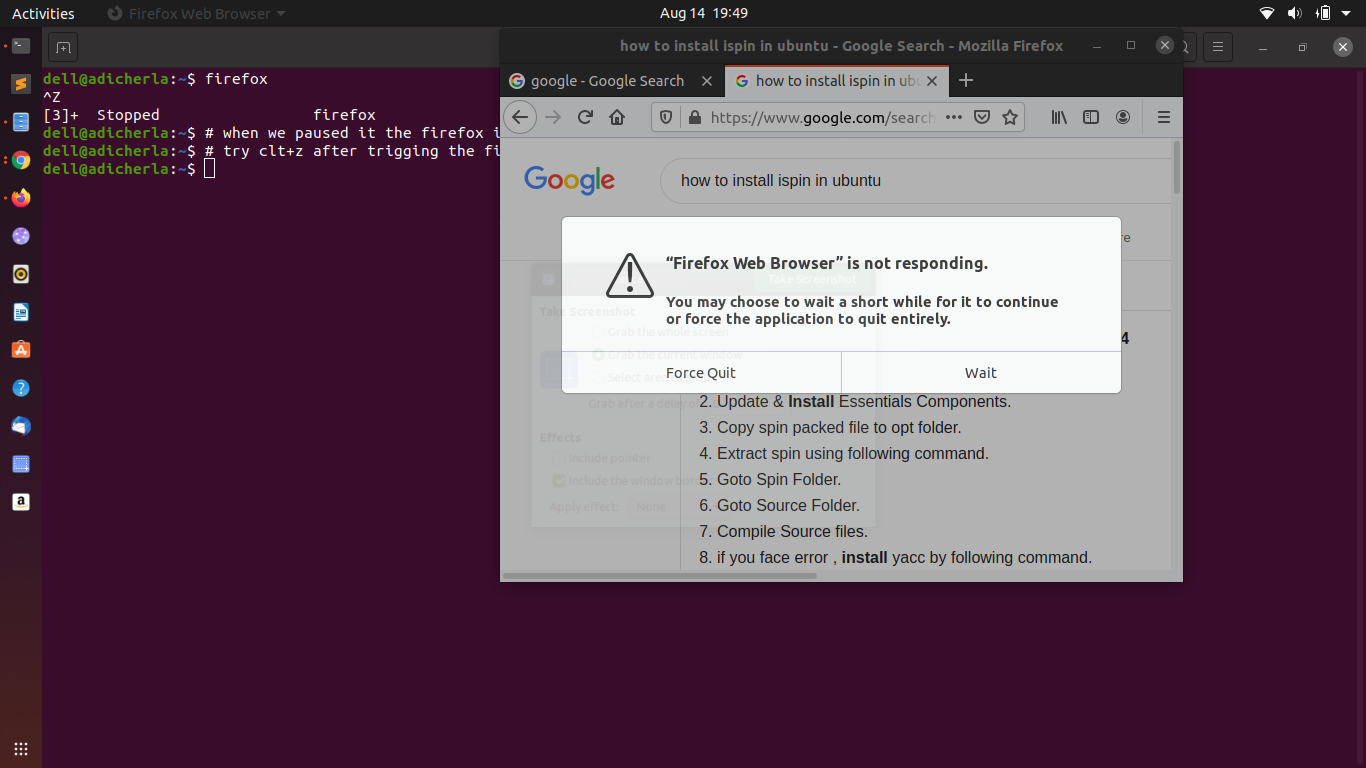 Activities
Firefox Web Browser
Aug 14 19:49
how to install ispin in ubuntu - Google Search - Mozilla Firefox
dell@adicherla:~$ firefox
^Z
[3]+ Stopped firefox
dell@adicherla:~$ # when we paused it the firefox i
dell@adicherla:~$ # try clt+z after trigging the fi
dell@adicherla:~$
google - Google Search
how to install ispin in ubu
https://www.google.com/search
Google
how to install ispin in ubuntu
re
“Firefox Web Browser” is not responding.
Take Screenshot
You may choose to wait a short while for it to continue
or force the application to quit entirely.
Take Screenshot
Grab the whole screen
4
Grab the current window
Force Quit
Wait
Select area to grab
Grab after a delay of
2. Update & Install Essentials Components.
3. Copy spin packed file to opt folder.
Effects
4. Extract spin using following command.
Include pointer
5. Goto Spin Folder.
Include the window border
6. Goto Source Folder.
Apply effect: None
7. Compile Source files.
8. if you face error , install yacc by following command.